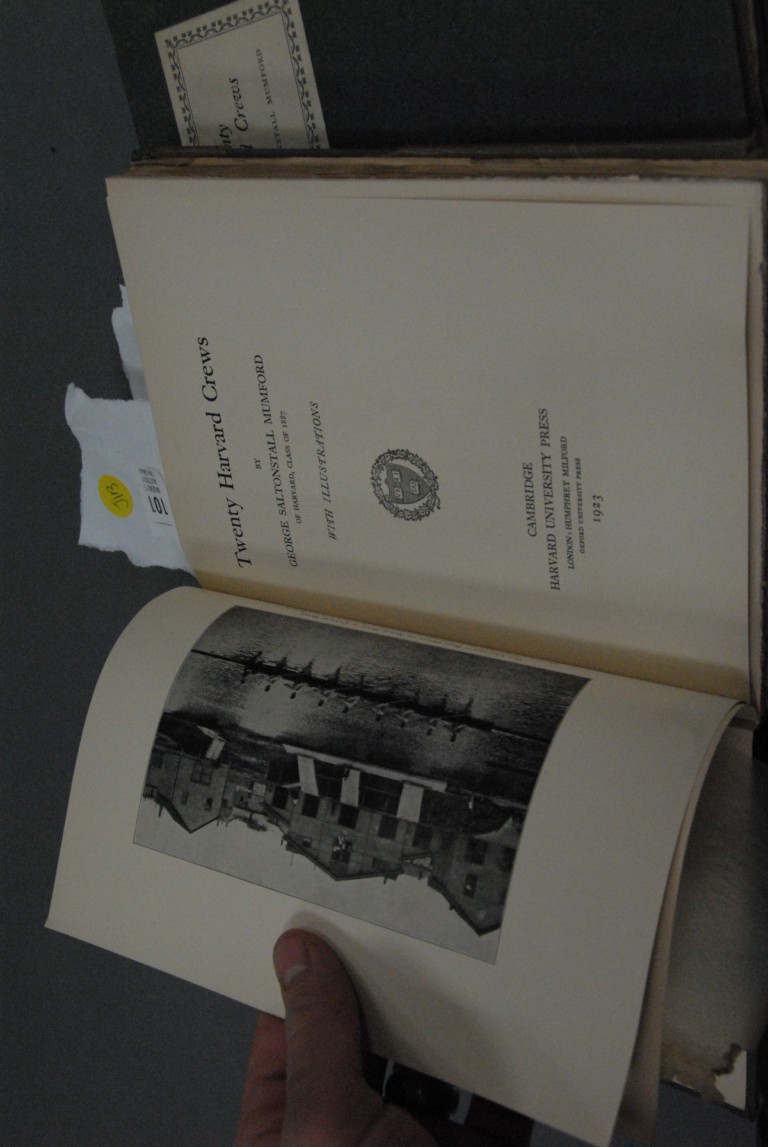 Twenty Harvard Crews
BY
GEORGE SALTONSTALL MUMFORD
OF HARVARD, CLASS OF 1887
WITH ILLUSTRATIONS
CAMBRIDGE
HARVARD UNIVERSITY PRESS
LONDON : HUMPHREY MILFORD
OXFORD UNIVERSITY PRESS
1923
Crews
MUMFORD
101